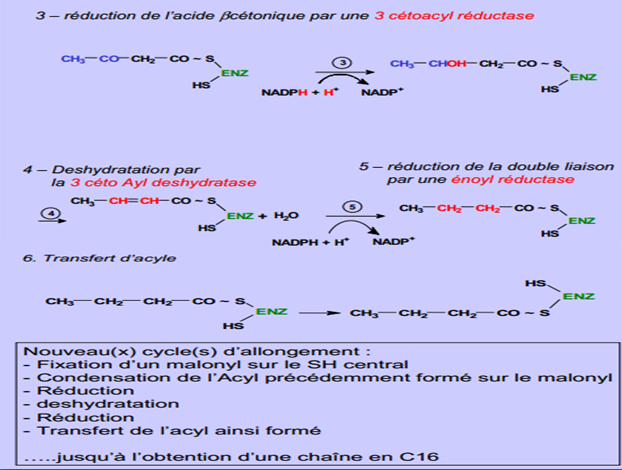 3 – réduction de l'acide βcétonique par une 3 cétoacyl réductase
CH₃—CO—CH₂—CO ~ S
ENZ
HS
3
NADPH + H⁺ NADP⁺
CH₃—CHOH—CH₂—CO ~ S
ENZ
HS
4 – Deshydratation par
la 3 céto Ayl deshydratase
4
CH₃—CH=CH—CO ~ S
ENZ + H₂O
HS
5 – réduction de la double liaison
par une énoyl réductase
5
NADPH + H⁺ NADP⁺
CH₃—CH₂—CH₂—CO ~ S
ENZ
HS
6. Transfert d'acyle
CH₃—CH₂—CH₂—CO ~ S
ENZ
HS
HS
ENZ
CH₃—CH₂—CH₂—CO ~ S
Nouveau(x) cycle(s) d'allongement :
- Fixation d'un malonyl sur le SH central
- Condensation de l'Acyl précédemment formé sur le malonyl
- Réduction
- deshydratation
- Réduction
- Transfert de l'acyl ainsi formé
.....jusqu'à l'obtention d'une chaîne en C16